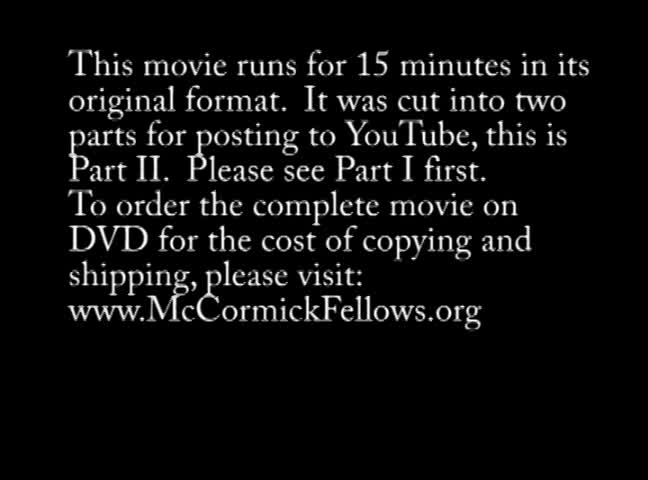 This movie runs for 15 minutes in its
original format.  It was cut into two
parts for posting to YouTube, this is
Part II.  Please see Part I first.
To order the complete movie on
DVD for the cost of copying and
shipping, please visit:
www.McCormickFellows.org